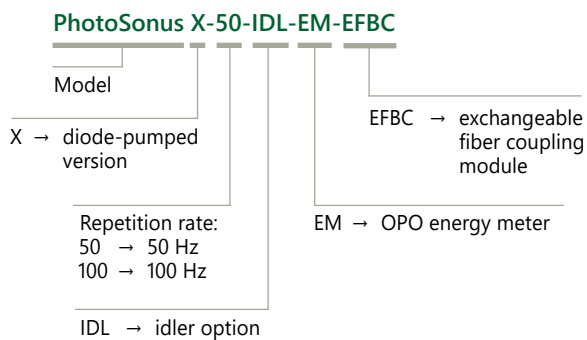 PhotoSonus X-50-IDL-EM-EFBC
Model
X → diode-pumped
version
EFBC → exchangeable
fiber coupling
module
Repetition rate:
50 → 50 Hz
100 → 100 Hz
EM → OPO energy meter
IDL → idler option